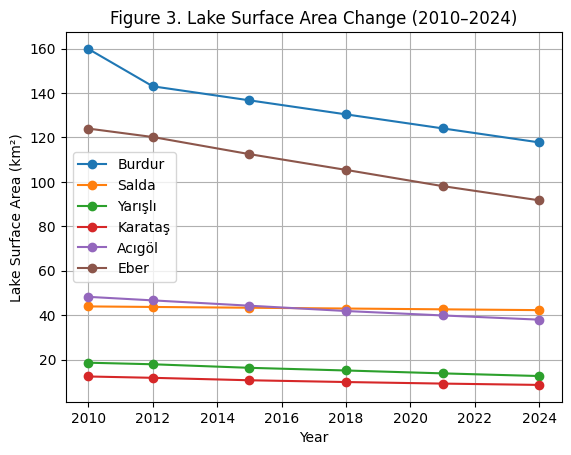 Figure 3. Lake Surface Area Change (2010–2024)
Lake Surface Area (km²)
160
140
120
100
80
60
40
20
Burdur
Salda
Yarışlı
Karataş
Acıgöl
Eber
2010 2012 2014 2016 2018 2020 2022 2024
Year